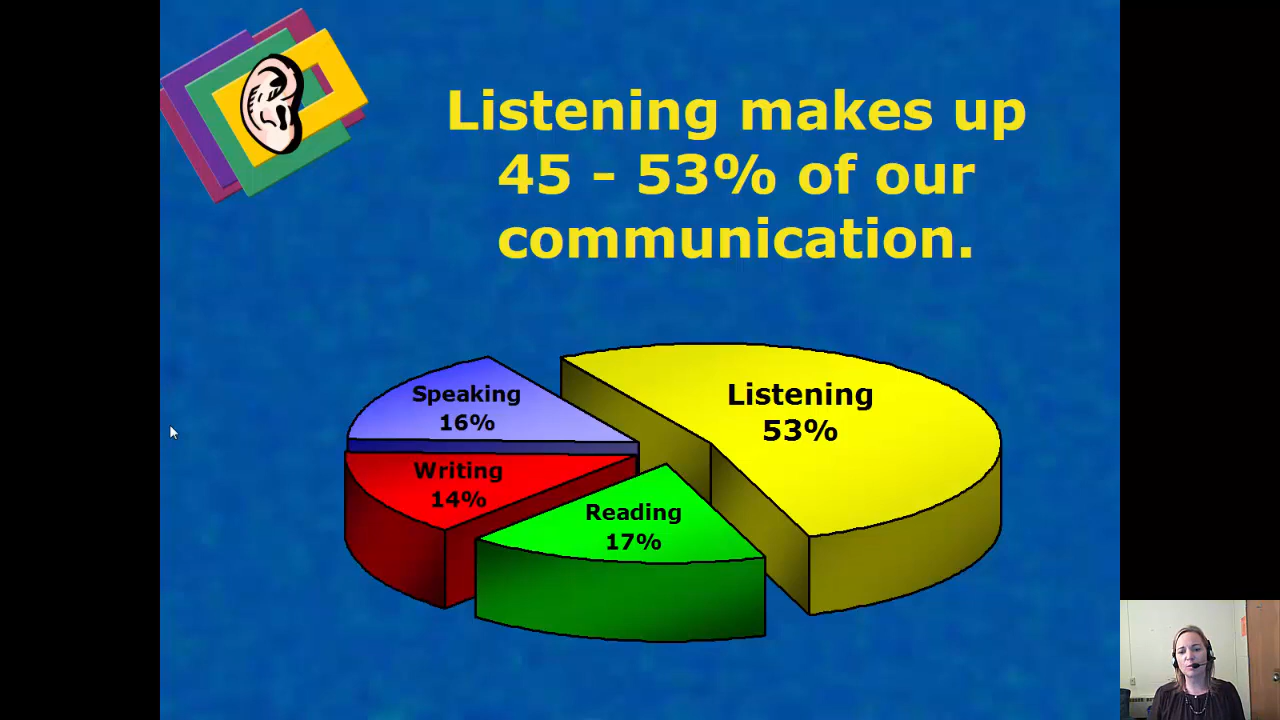 Listening makes up
45 - 53% of our
communication.
Speaking
16%
Listening
53%
Writing
14%
Reading
17%